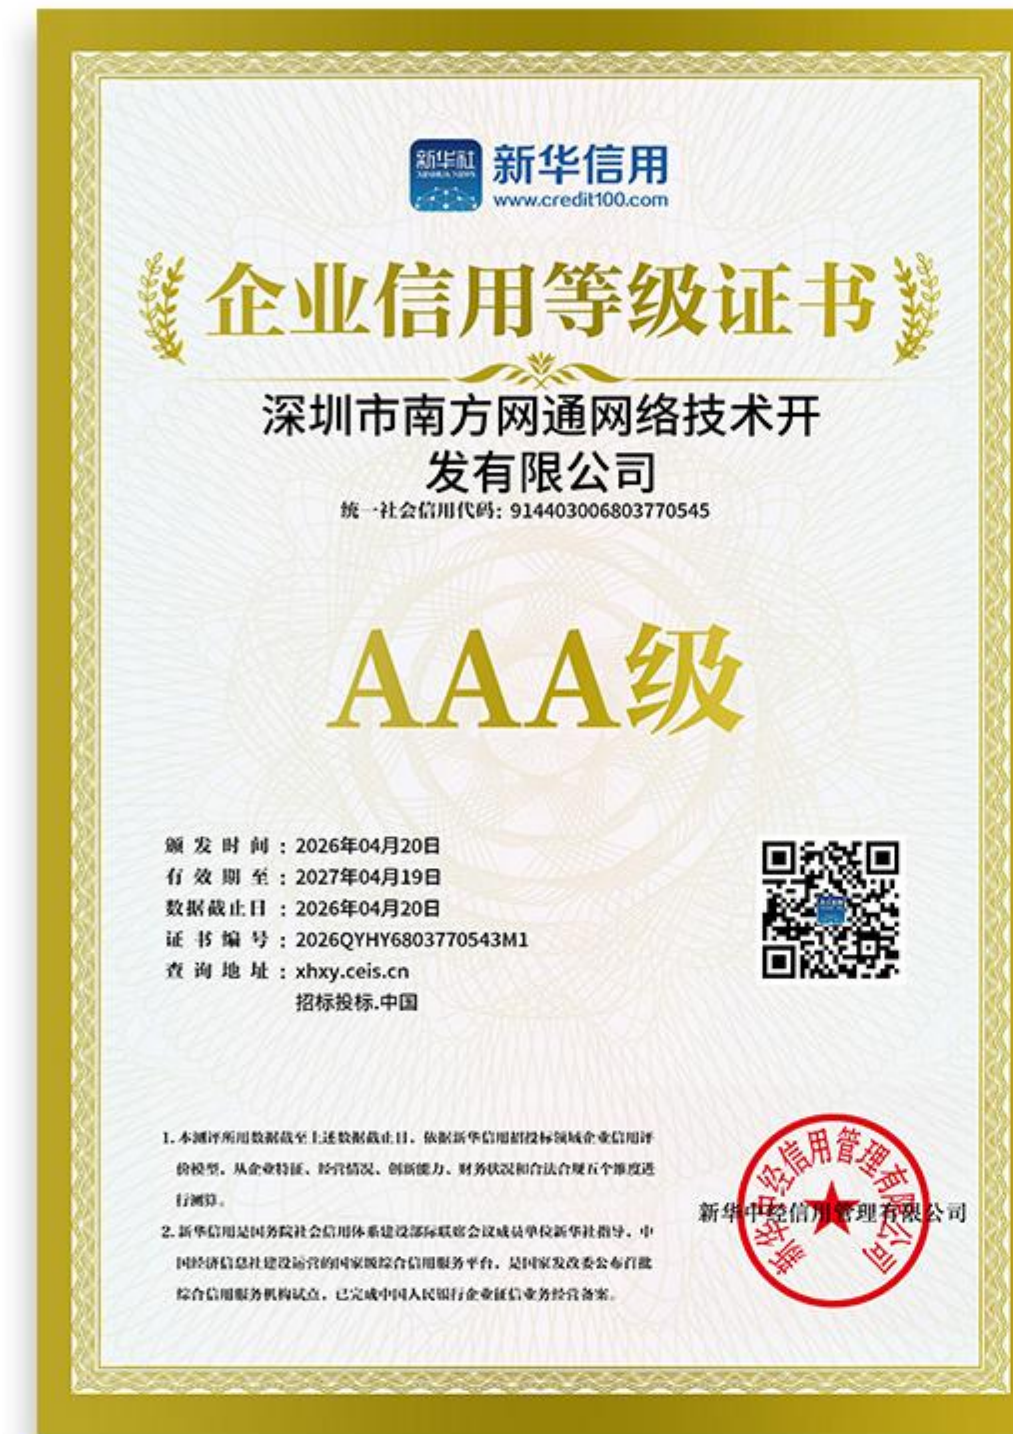 新华社
XINHUA NEWS
新华信用
www.credit100.com
企业信用等级证书
深圳市南方网通网络技术开
发有限公司
统一社会信用代码：914403006803770545
AAA级
颁发时间：2026年04月20日
有效期至：2027年04月19日
数据截止日：2026年04月20日
证书编号：2026QYHY6803770543M1
查询地址：xhxy.ceis.cn
招标投标.中国
1. 本测评所用数据截至上述数据截止日，依据新华信用招投标领域企业信用评
价模型，从企业特征、经营情况、创新能力、财务状况和合法合规五个维度进
行测算。
2. 新华信用是国务院社会信用体系建设部际联席会议成员单位新华社指导，中
国经济信息社建设运营的国家级综合信用服务平台，是国家发改委公布首批
综合信用服务机构试点，已完成中国人民银行企业征信业务经营备案。
新华中经信用管理有限公司
新华中经信用管理有限公司